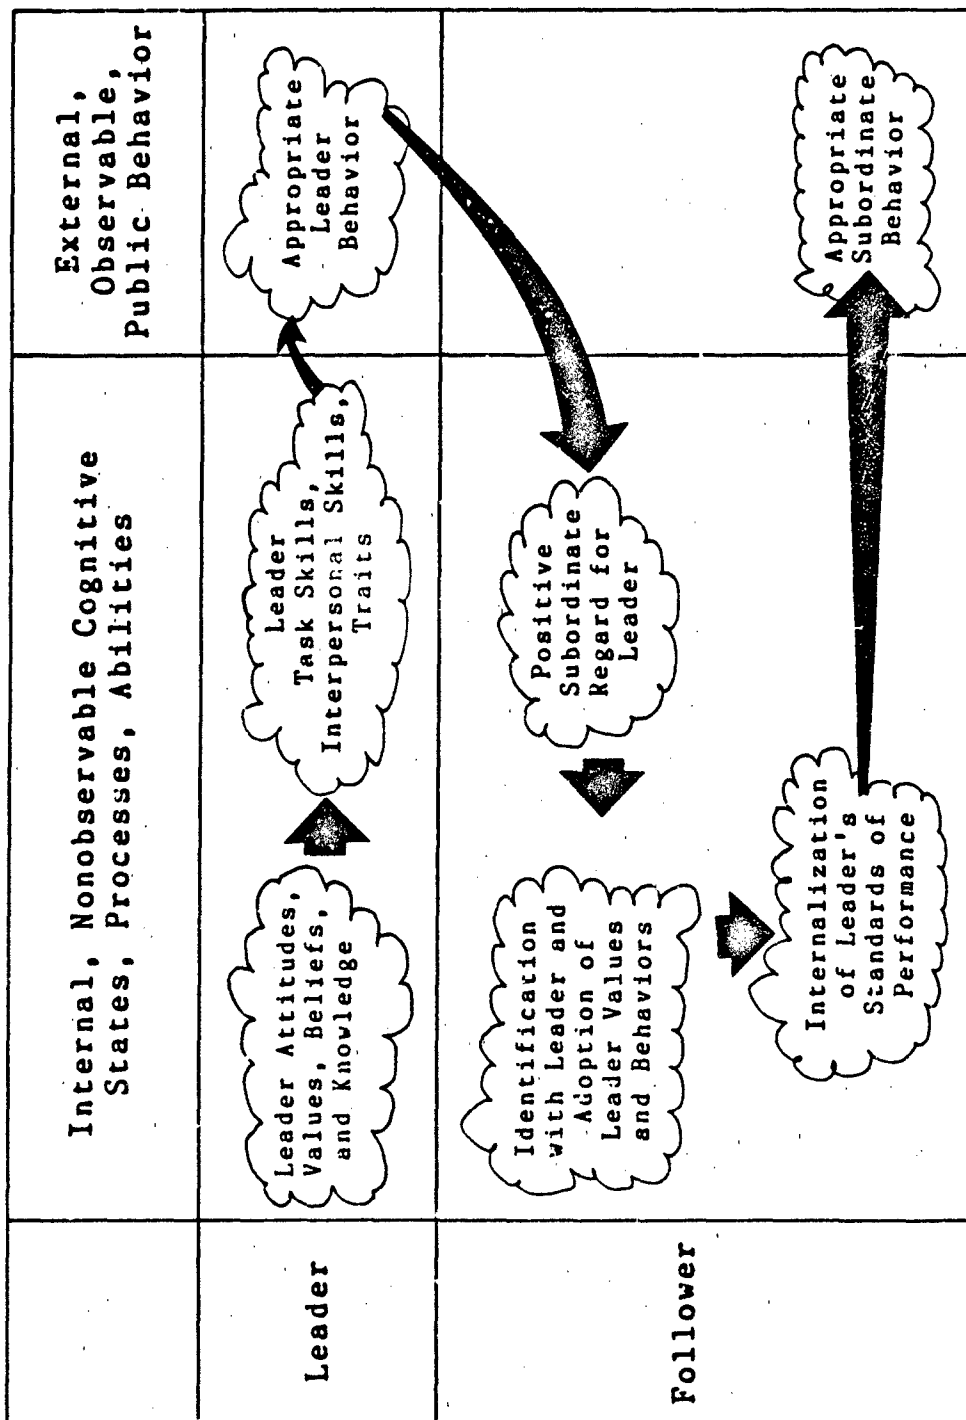 Internal, Nonobservable Cognitive
States, Processes, Abilities
External,
Observable,
Public Behavior
Leader
Leader Attitudes,
Values, Beliefs,
and Knowledge
Leader
Task Skills,
Interpersonal Skills,
Traits
Appropriate
Leader
Behavior
Follower
Identification
with Leader and
Adoption of
Leader Values
and Behaviors
Positive
Subordinate
Regard for
Leader
Internalization
of Leader's
Standards of
Performance
Appropriate
Subordinate
Behavior